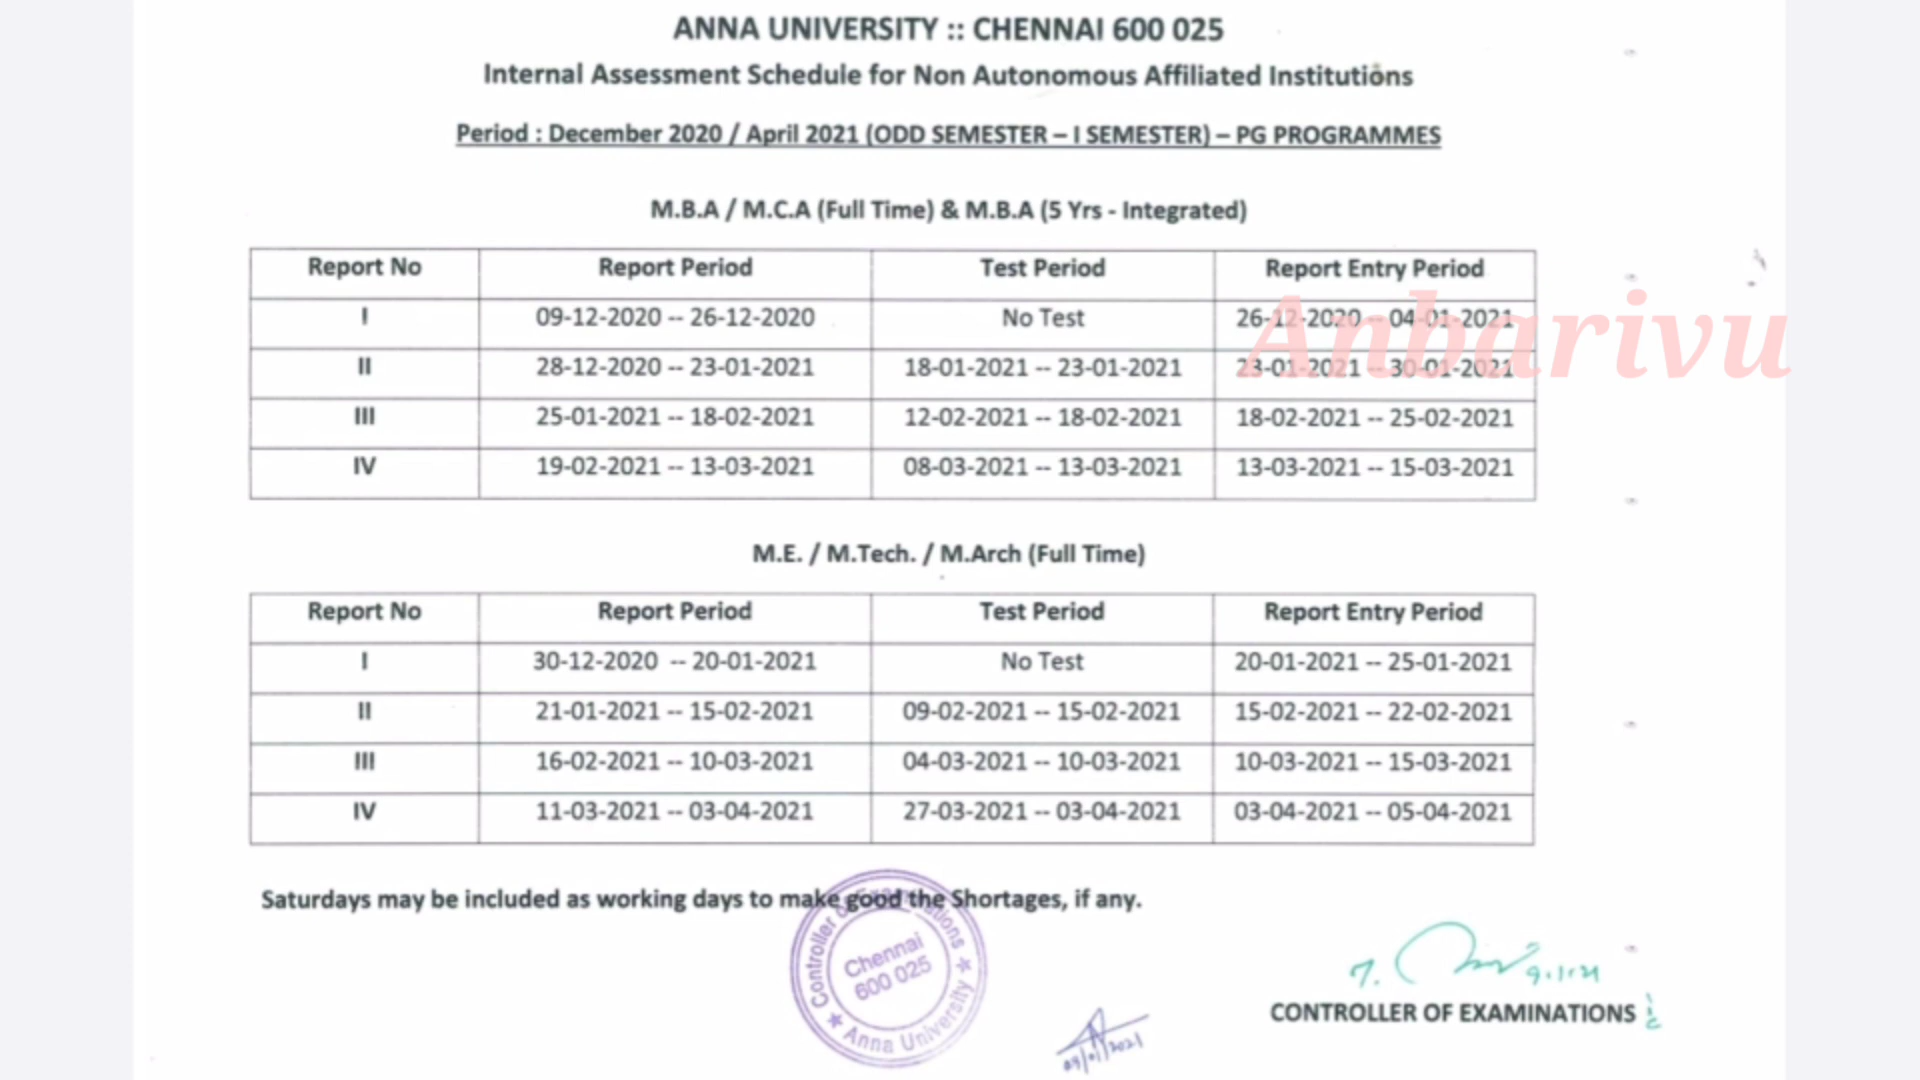 ANNA UNIVERSITY :: CHENNAI 600 025
Internal Assessment Schedule for Non Autonomous Affiliated Institutions
Period : December 2020 / April 2021 (ODD SEMESTER – I SEMESTER) – PG PROGRAMMES
M.B.A / M.C.A (Full Time) & M.B.A (5 Yrs - Integrated)
Report No Report Period Test Period Report Entry Period
I 09-12-2020 -- 26-12-2020 No Test 26-12-2020 -- 04-01-2021
II 28-12-2020 -- 23-01-2021 18-01-2021 -- 23-01-2021 23-01-2021 -- 30-01-2021
III 25-01-2021 -- 18-02-2021 12-02-2021 -- 18-02-2021 18-02-2021 -- 25-02-2021
IV 19-02-2021 -- 13-03-2021 08-03-2021 -- 13-03-2021 13-03-2021 -- 15-03-2021
Anbarivu
M.E. / M.Tech. / M.Arch (Full Time)
Report No Report Period Test Period Report Entry Period
I 30-12-2020 -- 20-01-2021 No Test 20-01-2021 -- 25-01-2021
II 21-01-2021 -- 15-02-2021 09-02-2021 -- 15-02-2021 15-02-2021 -- 22-02-2021
III 16-02-2021 -- 10-03-2021 04-03-2021 -- 10-03-2021 10-03-2021 -- 15-03-2021
IV 11-03-2021 -- 03-04-2021 27-03-2021 -- 03-04-2021 03-04-2021 -- 05-04-2021
Saturdays may be included as working days to make good the Shortages, if any.
Controller of Examinations
Chennai
600 025
Anna University
9.1.21
CONTROLLER OF EXAMINATIONS